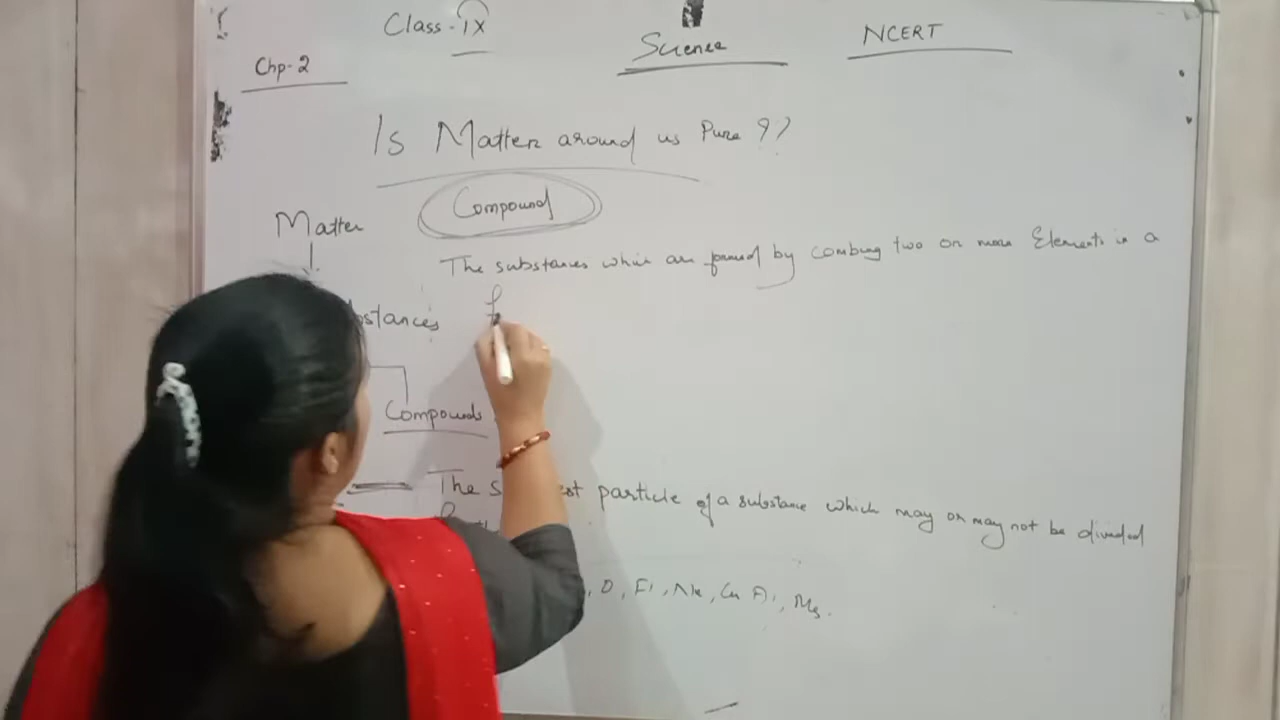 Class - IX
Science
NCERT
Chp-2
Is Matter around us Pure ??
Compound
Matter
The substances which are formed by combing two or more Elements in a
f
bstances
Compounds
The s est particle of a substance which may or may not be divided
, O, F, Ne, Cu Al, Mg.